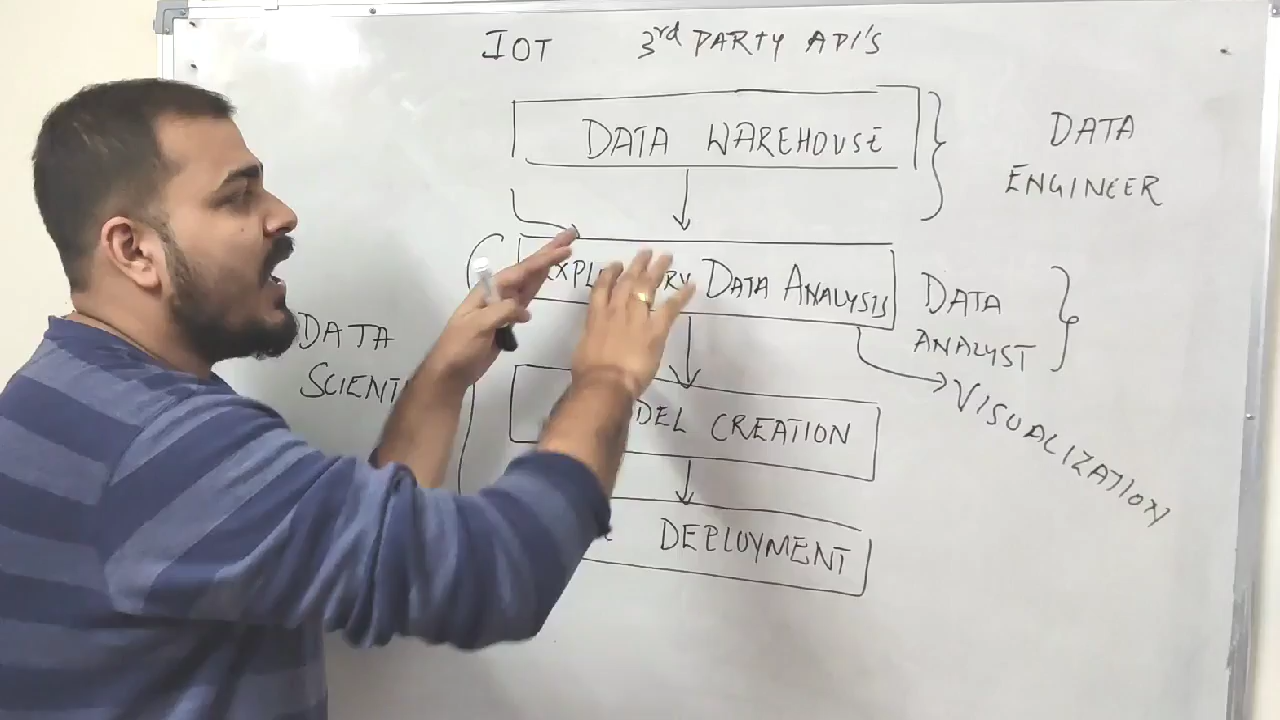 IOT 3rd PARTY API'S
DATA WAREHOUSE
DATA
ENGINEER
DATA ANALYSIS
DATA
ANALYST
VISUALIZATION
DATA
CREATION
DEPLOYMENT